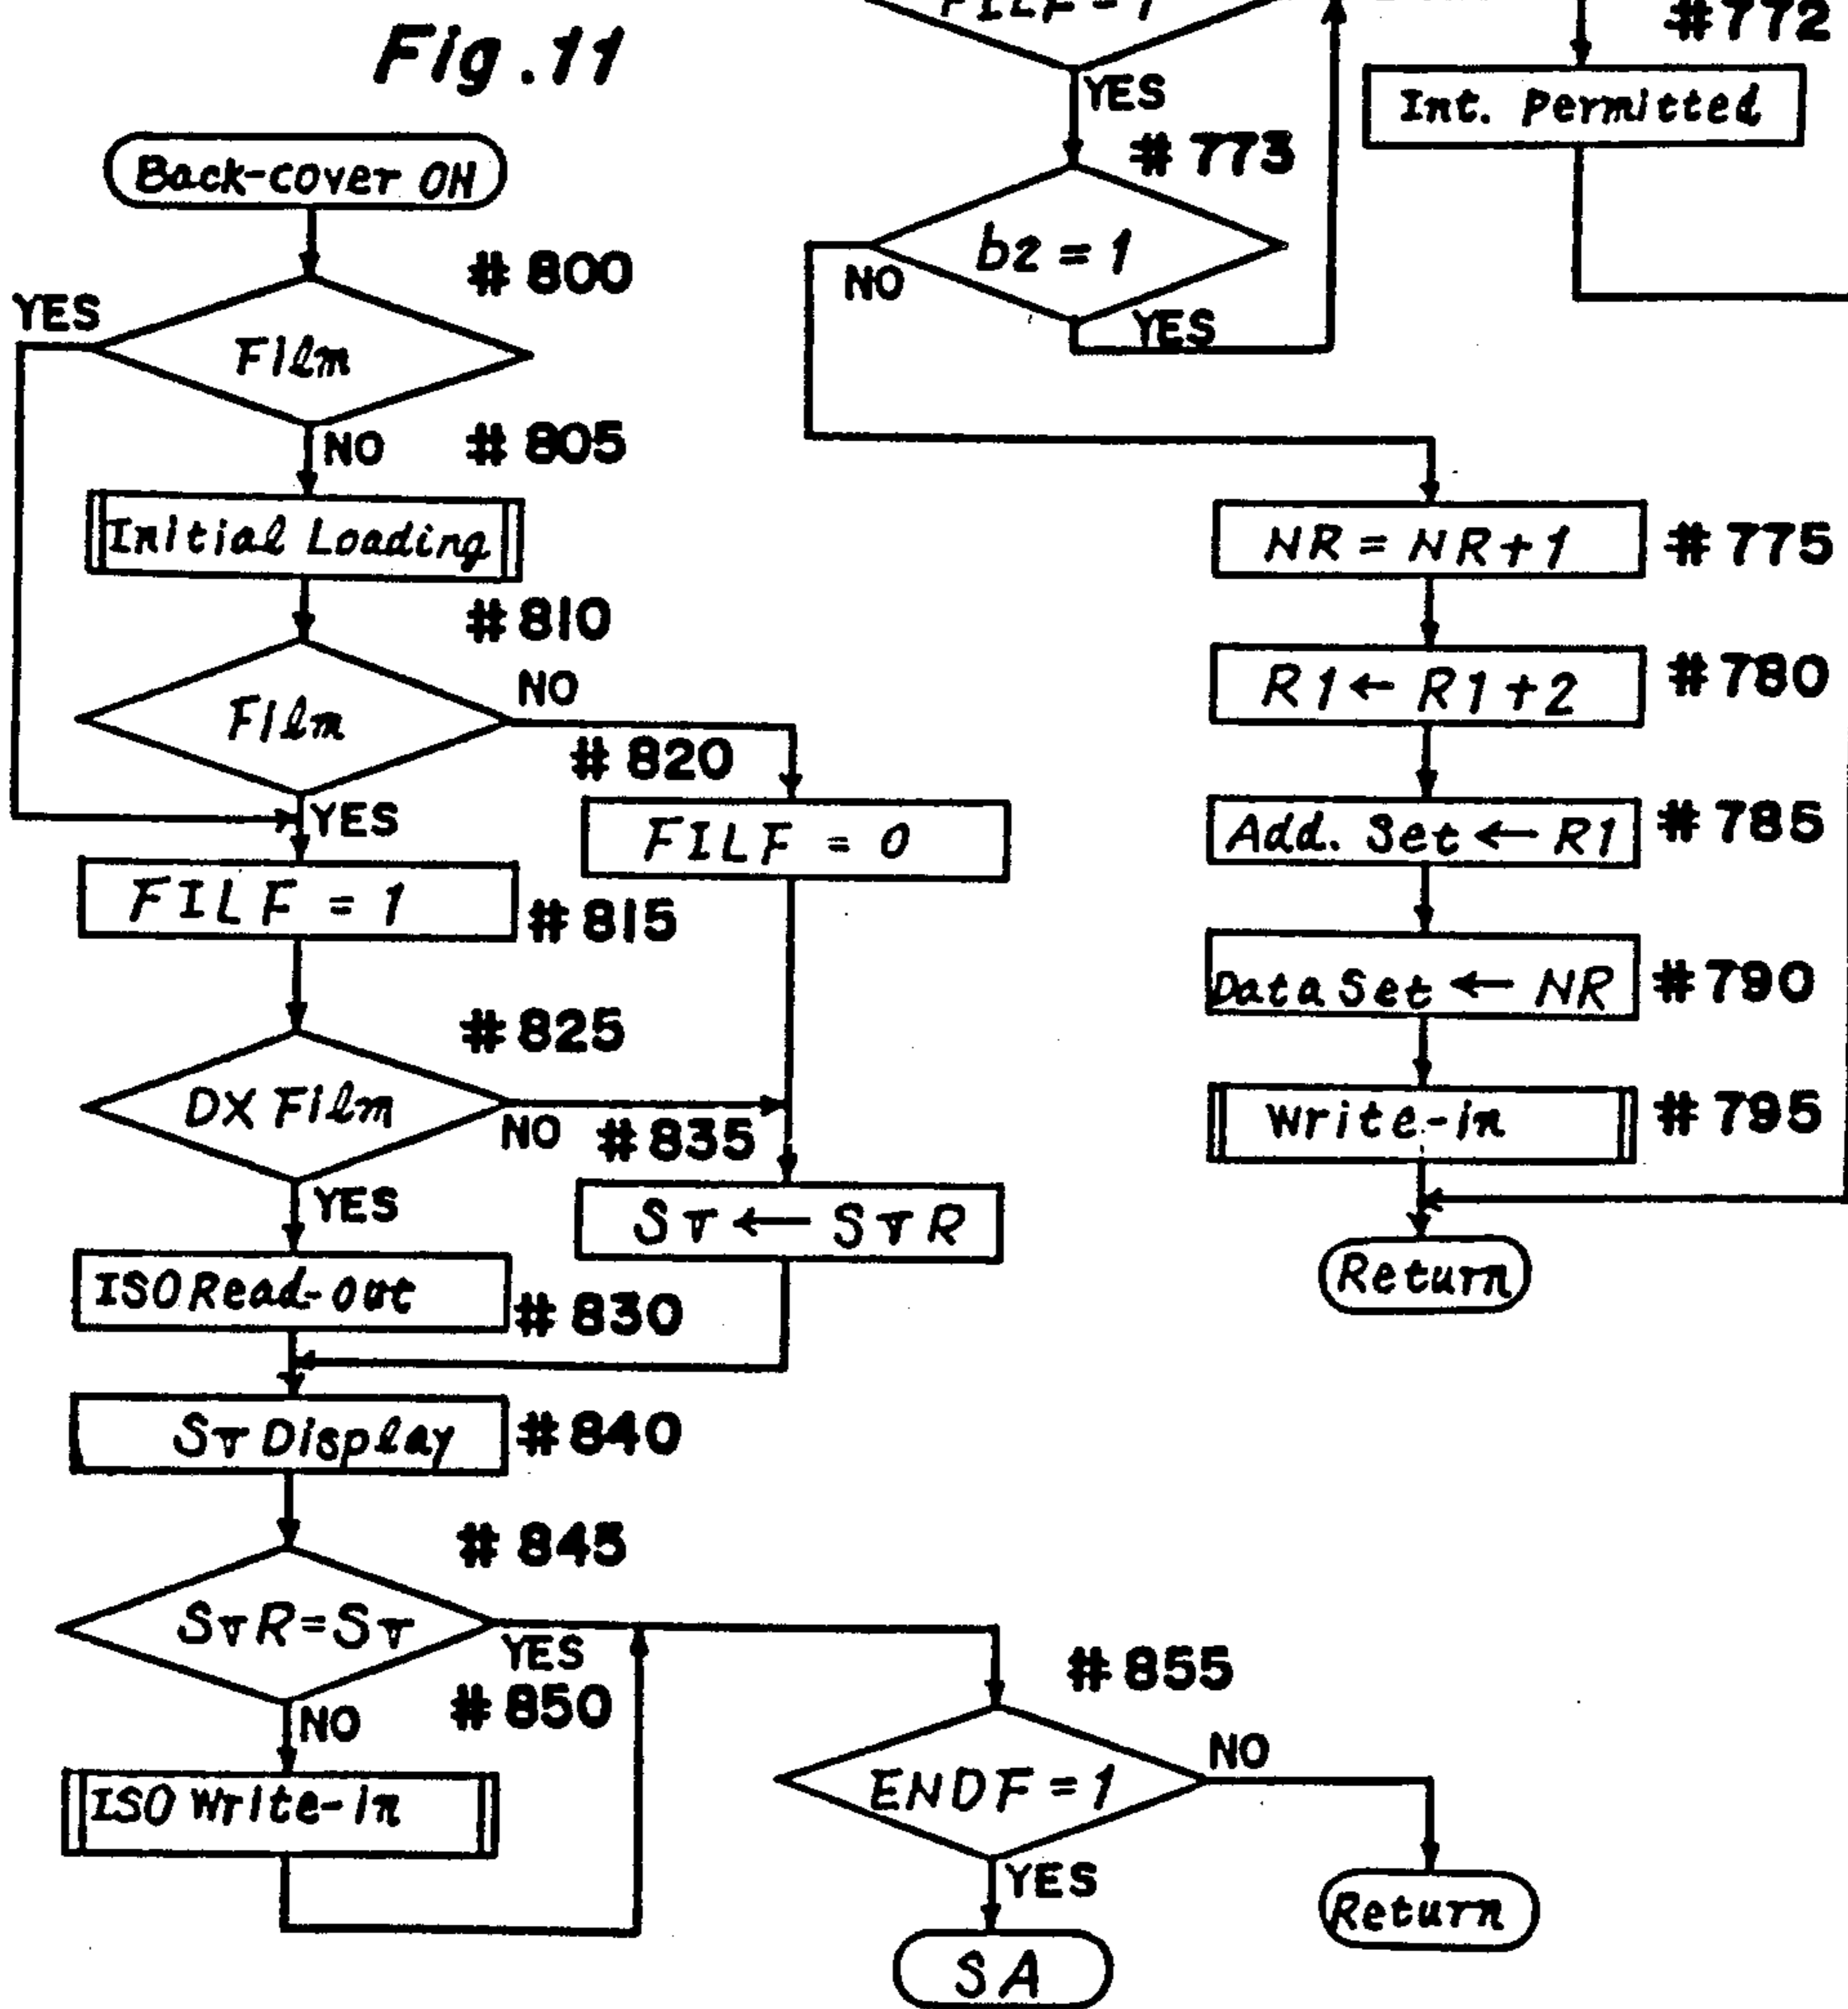 Fig. 11
Back-cover ON
#800
YES
Film
NO
#805
Initial Loading
#810
Film
NO
YES
#820
FILF = 0
FILF = 1
#815
#825
DX Film
NO
#835
YES
Sv ← SvR
ISO Read-out
#830
Sv Display
#840
#845
SvR=Sv
YES
#850
NO
ISO Write-in
#855
ENDF=1
NO
YES
Return
SA
FILF=1
YES
#772
Int. Permitted
#773
b2=1
NO
YES
NR = NR+1
#775
R1← R1+2
#780
Add. Set ← R1
#785
Data Set ← NR
#790
Write-in
#795
Return